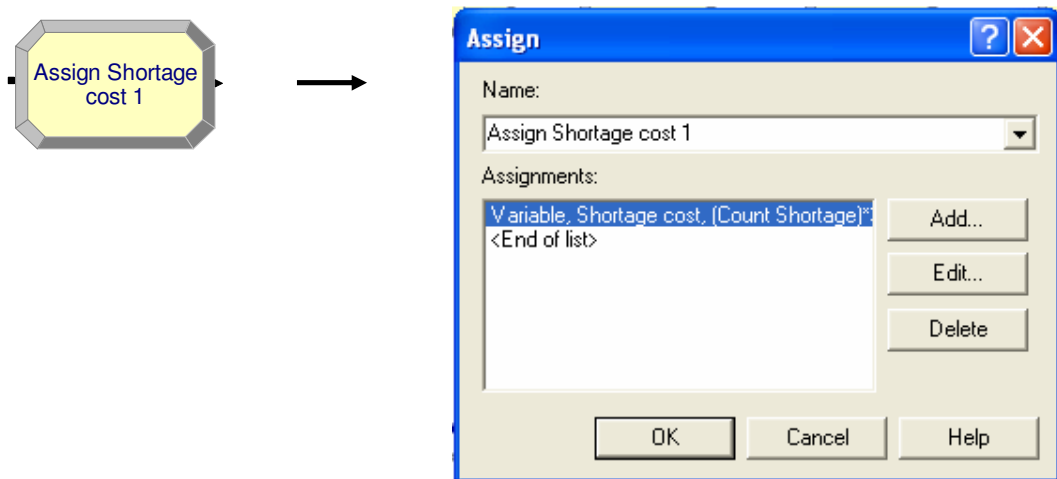 Assign Shortage
cost 1
Assign
Name:
Assign Shortage cost 1
Assignments:
Variable, Shortage cost, (Count Shortage)*
<End of list>
Add...
Edit...
Delete
OK
Cancel
Help